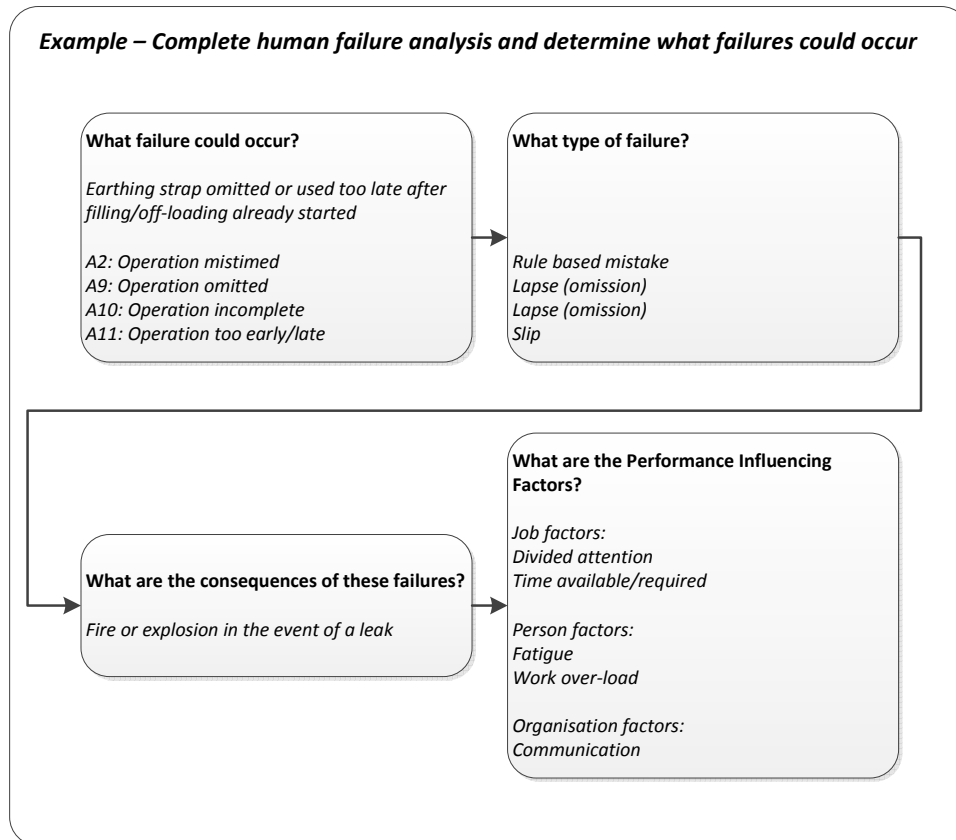 Example – Complete human failure analysis and determine what failures could occur
What failure could occur?
Earthing strap omitted or used too late after
filling/off-loading already started
A2: Operation mistimed
A9: Operation omitted
A10: Operation incomplete
A11: Operation too early/late
What type of failure?
Rule based mistake
Lapse (omission)
Lapse (omission)
Slip
What are the consequences of these failures?
Fire or explosion in the event of a leak
What are the Performance Influencing
Factors?
Job factors:
Divided attention
Time available/required
Person factors:
Fatigue
Work over-load
Organisation factors:
Communication